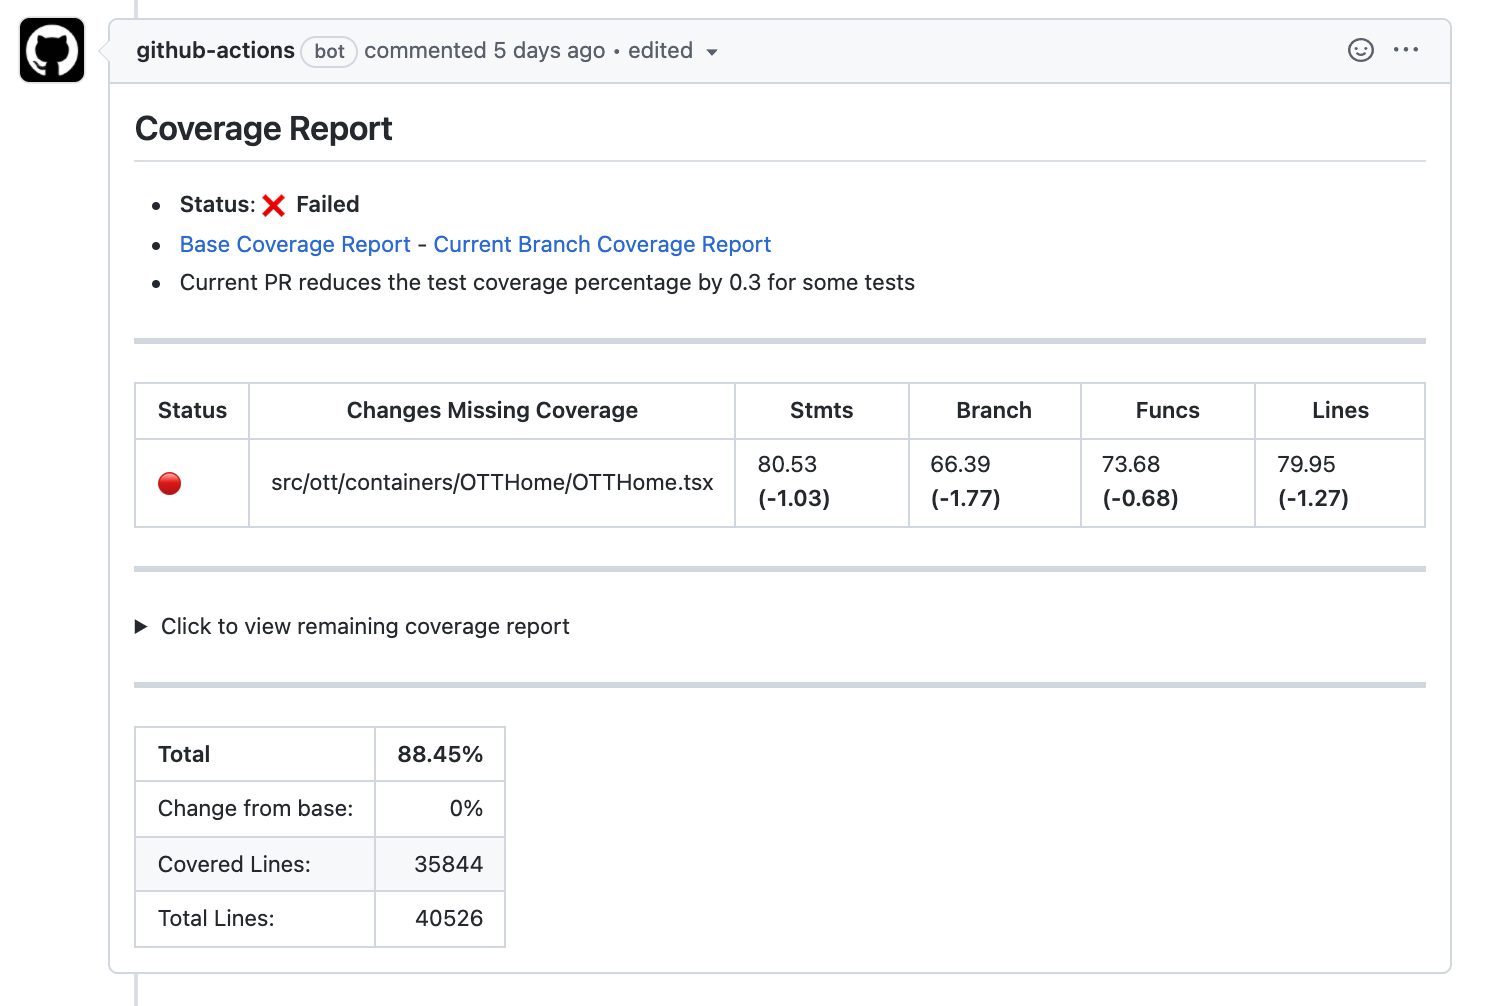 github-actions bot commented 5 days ago • edited
Coverage Report
• Status: ❌ Failed
• Base Coverage Report - Current Branch Coverage Report
• Current PR reduces the test coverage percentage by 0.3 for some tests
Status Changes Missing Coverage Stmts Branch Funcs Lines
🔴 src/ott/containers/OTTHome/OTTHome.tsx 80.53 (-1.03) 66.39 (-1.77) 73.68 (-0.68) 79.95 (-1.27)
▶ Click to view remaining coverage report
Total 88.45%
Change from base: 0%
Covered Lines: 35844
Total Lines: 40526